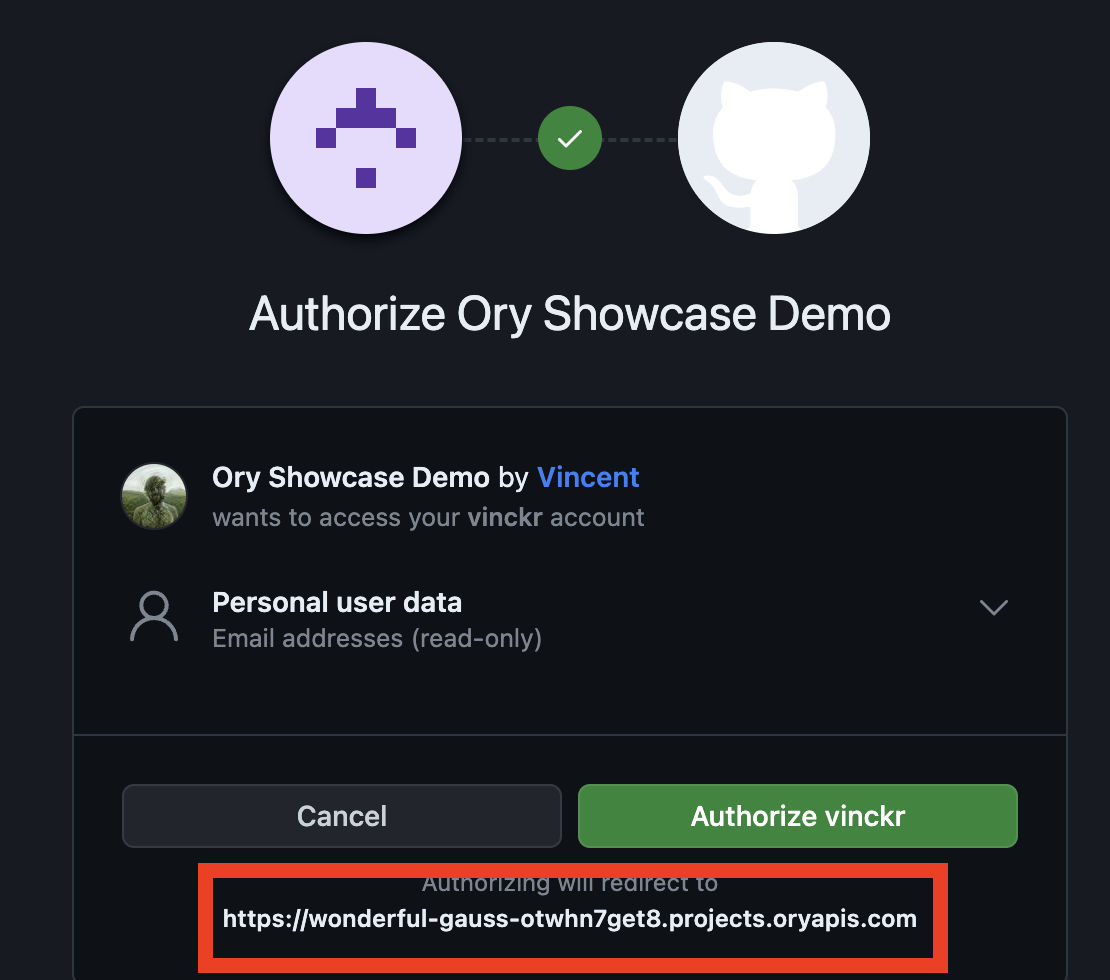 Authorize Ory Showcase Demo
Ory Showcase Demo by Vincent
wants to access your vinckr account
Personal user data
Email addresses (read-only)
Cancel
Authorize vinckr
Authorizing will redirect to
https://wonderful-gauss-otwhn7get8.projects.oryapis.com